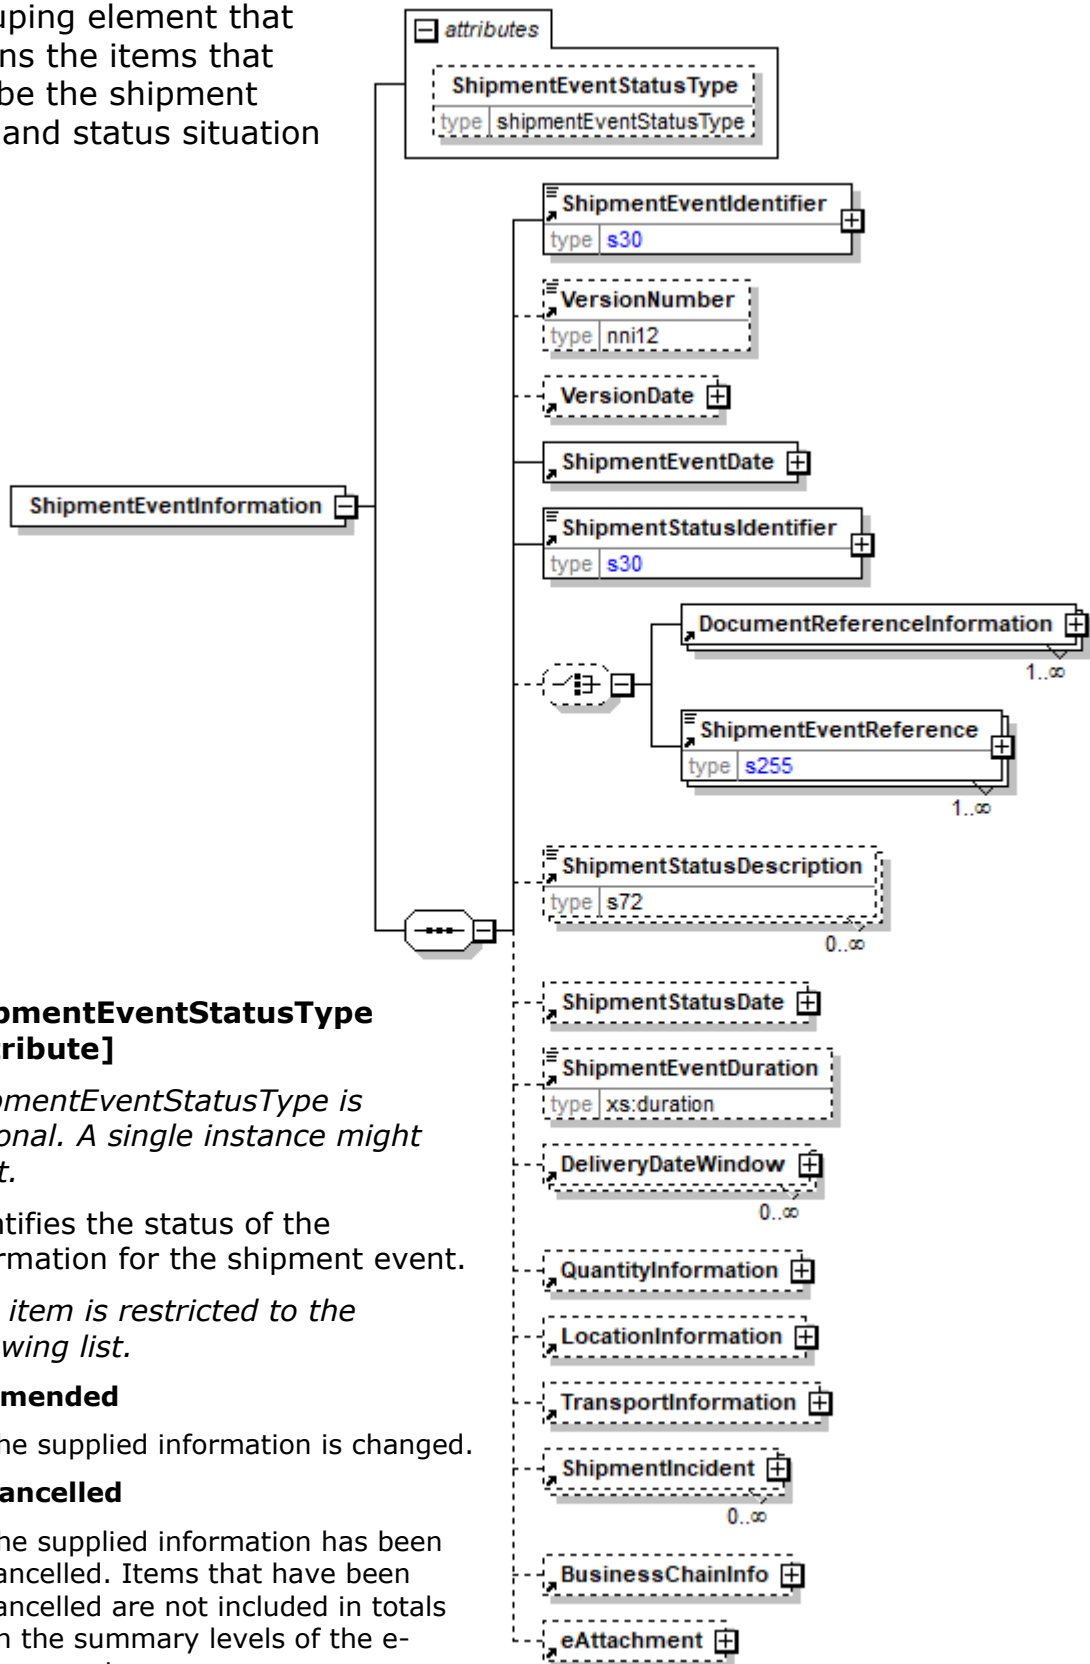 uping element that
ns the items that
be the shipment
and status situation
attributes
ShipmentEventStatusType
type shipmentEventStatusType
ShipmentEventIdentifier
type s30
VersionNumber
type nni12
VersionDate
ShipmentEventDate
ShipmentEventInformation
ShipmentStatusIdentifier
type s30
DocumentReferenceInformation
1..∞
ShipmentEventReference
type s255
1..∞
ShipmentStatusDescription
type s72
0..∞
ShipmentStatusDate
ShipmentEventDuration
type xs:duration
DeliveryDateWindow
0..∞
QuantityInformation
LocationInformation
TransportInformation
ShipmentIncident
0..∞
BusinessChainInfo
eAttachment
pmentEventStatusType
tribute]
pmentEventStatusType is
onal. A single instance might
t.
ntifies the status of the
rmation for the shipment event.
item is restricted to the
wing list.
mended
he supplied information is changed.
ancelled
he supplied information has been
ancelled. Items that have been
ancelled are not included in totals
n the summary levels of the e-